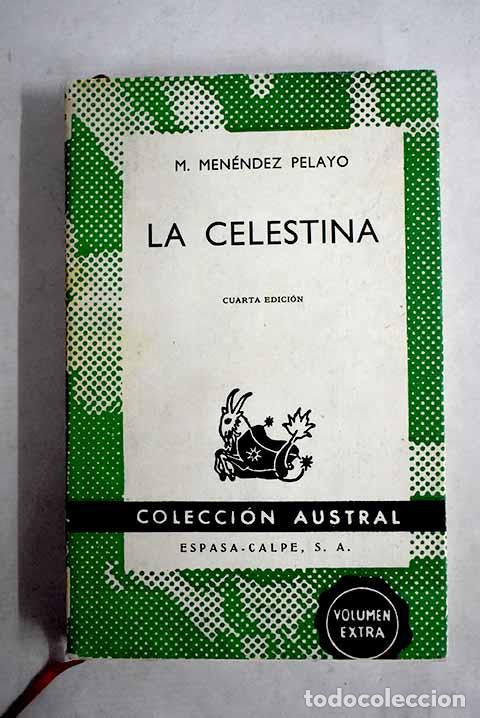 M. MENÉNDEZ PELAYO
LA CELESTINA
CUARTA EDICIÓN
COLECCIÓN AUSTRAL
ESPASA-CALPE, S. A.
VOLUMEN
EXTRA
todocoleccion